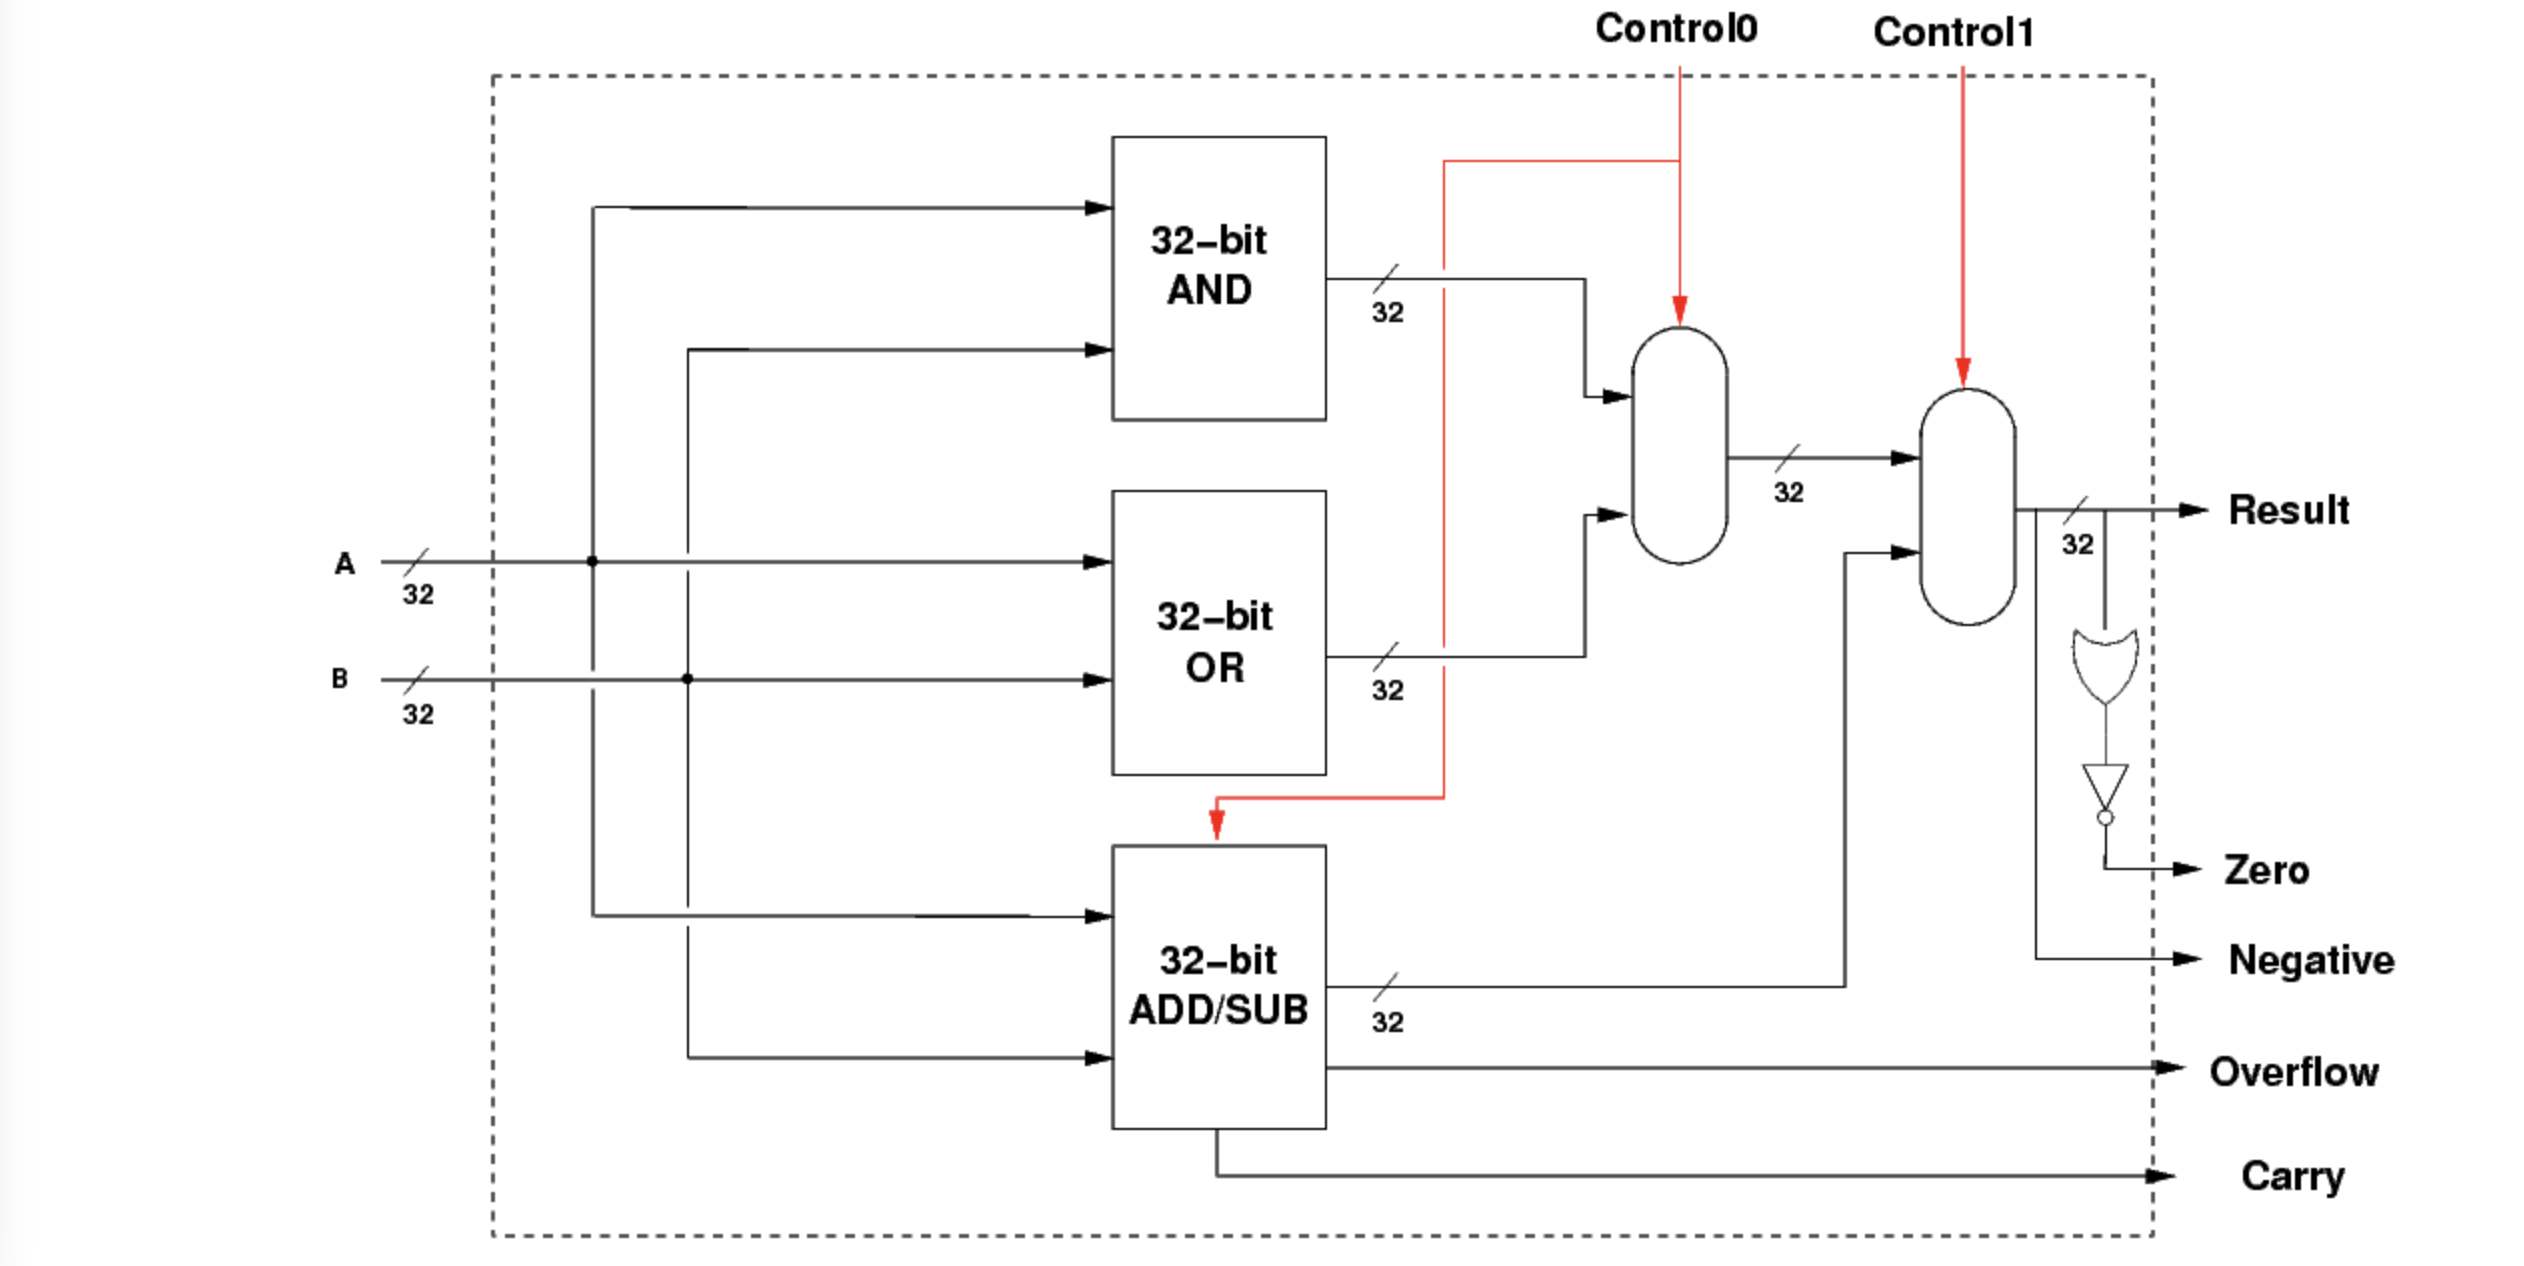 Control0
Control1
32-bit
AND
32
32
A
32
32-bit
OR
32
Result
32
B
32
32
Zero
32-bit
ADD/SUB
32
Negative
Overflow
Carry